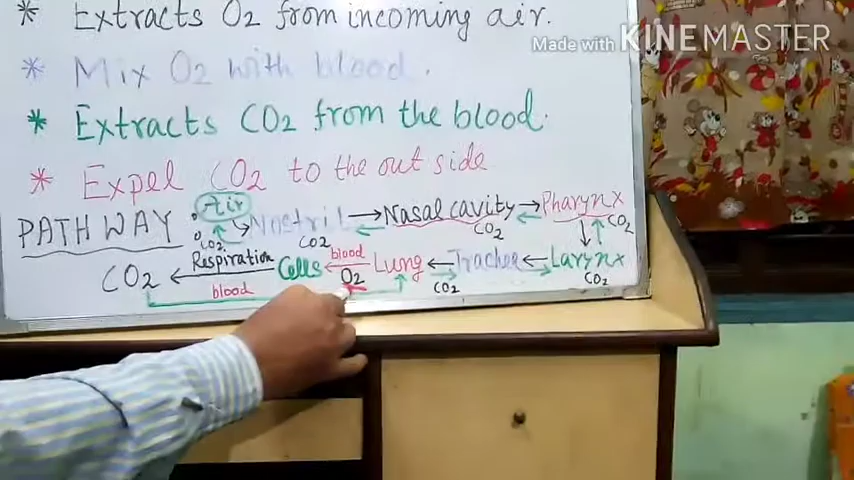 * Extracts O2 from incoming air.
Made with KINEMASTER
* Mix O2 with blood.
* Extracts CO2 from the blood.
* Expel CO2 to the out side
PATHWAY : Air → Nostril → Nasal cavity → Pharynx
O2 CO2 CO2 CO2
CO2 ← Respiration Cells ← blood O2 Lung ← Trachea ← Larynx
blood CO2 CO2